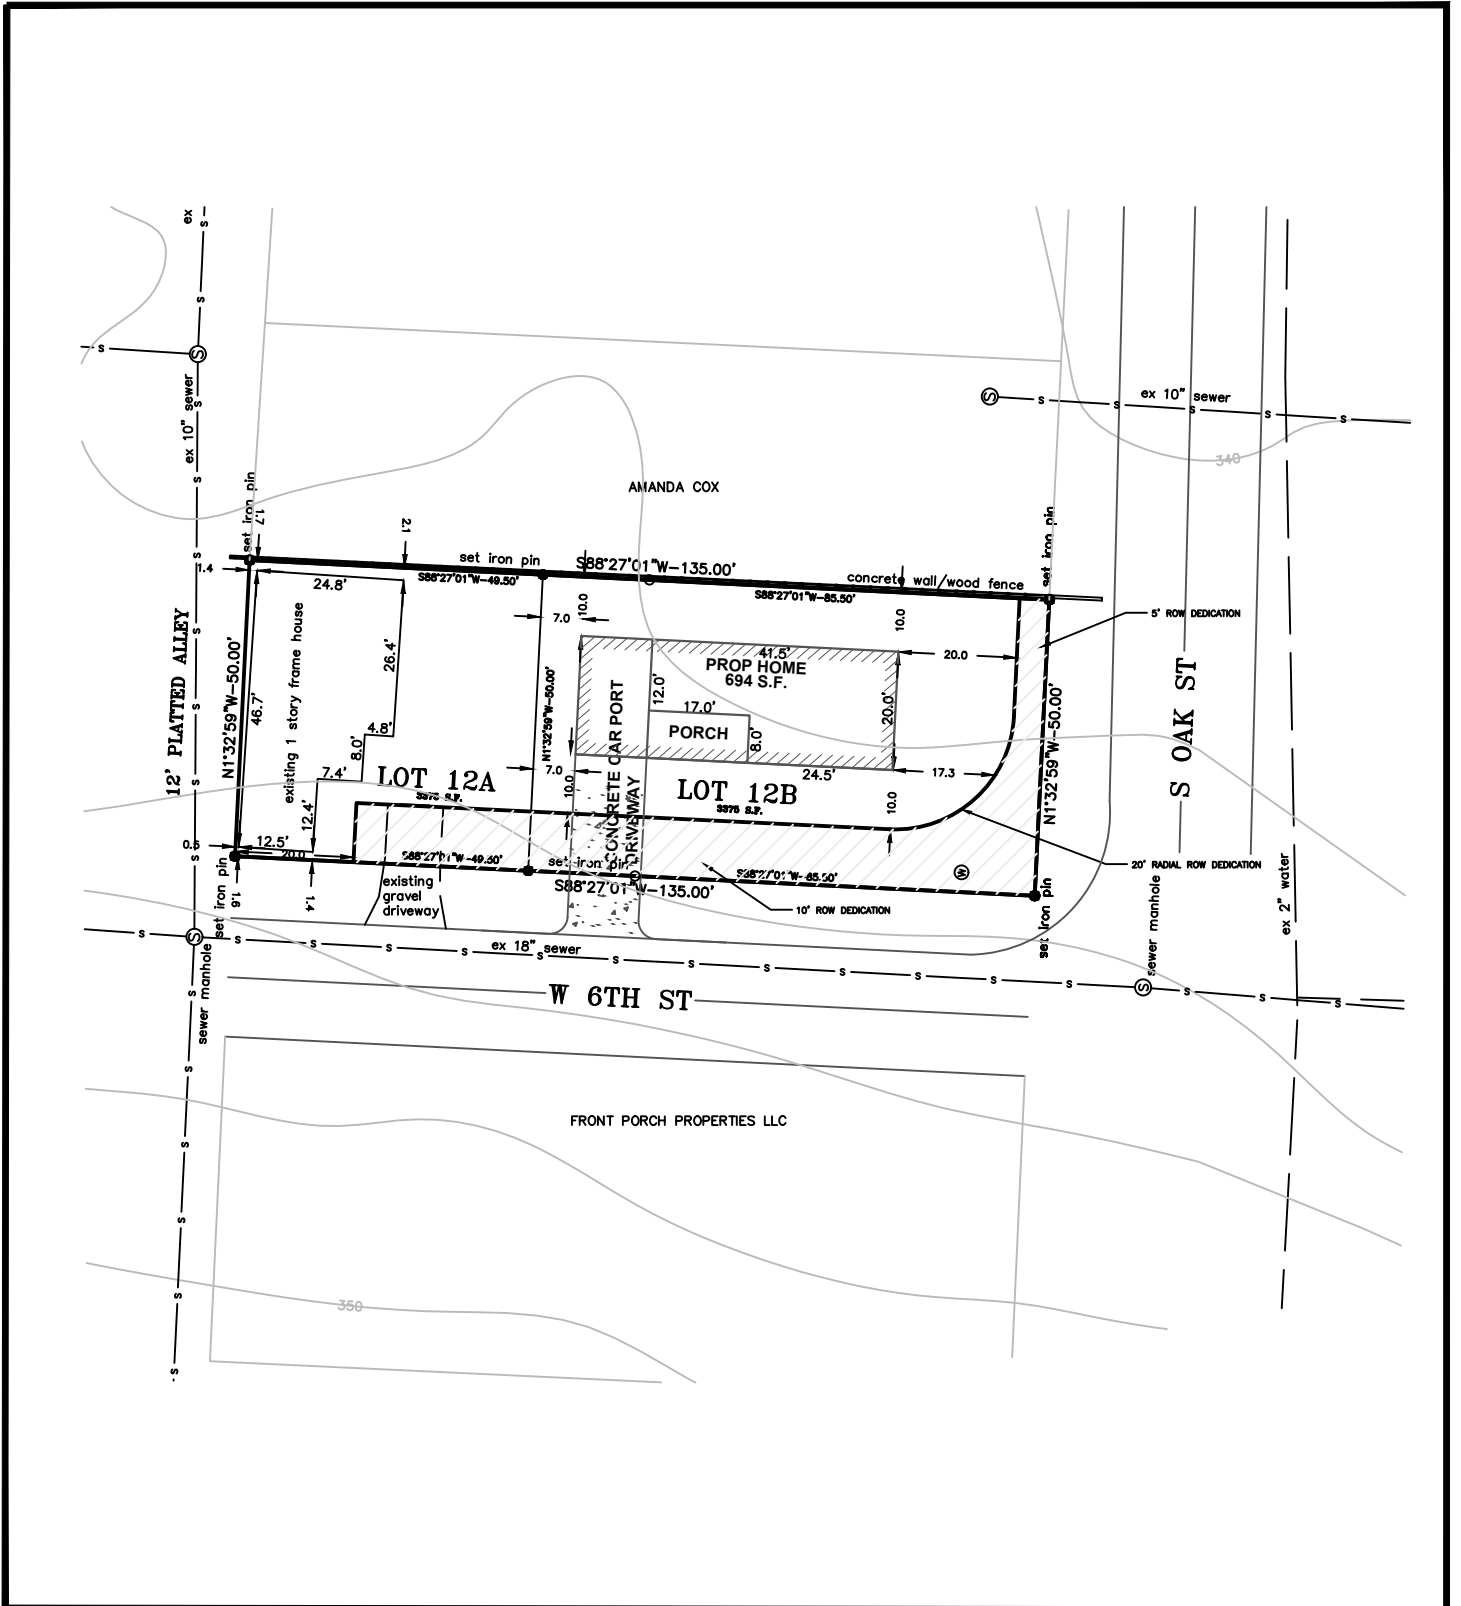 ex
S
ex 10" sewer
S
ex 10" sewer
340
AMANDA COX
set iron pin
1.7
2.1
set iron pin
set iron pin
S88°27'01"W-135.00'
1.4
24.8'
S88°27'01"W-49.50'
concrete wall/wood fence
S88°27'01"W-85.50'
10.0
7.0
10.0
5' ROW DEDICATION
12' PLATTED ALLEY
N1°32'59"W-50.00'
46.7'
existing 1 story frame house
26.4'
41.5'
PROP HOME
694 S.F.
20.0
N1°32'59"W-50.00'
CONCRETE CAR PORT
DRIVEWAY
12.0'
17.0'
PORCH
8.0'
20.0'
N1°32'59"W-50.00'
S OAK ST
4.8'
8.0'
7.4'
7.0
10.0
24.5'
17.3
LOT 12A
3375 S.F.
LOT 12B
3375 S.F.
10.0
12.4'
0.5
12.5'
20.0
S88°27'01"W-49.50'
set iron pin
S88°27'01"W-85.50'
W
20' RADIAL ROW DEDICATION
S88°27'01"W-135.00'
set iron pin
1.6
1.4
existing
gravel
driveway
10' ROW DEDICATION
set iron pin
sewer manhole
ex 2" water
S
sewer manhole
ex 18" sewer
S
W 6TH ST
FRONT PORCH PROPERTIES LLC
350